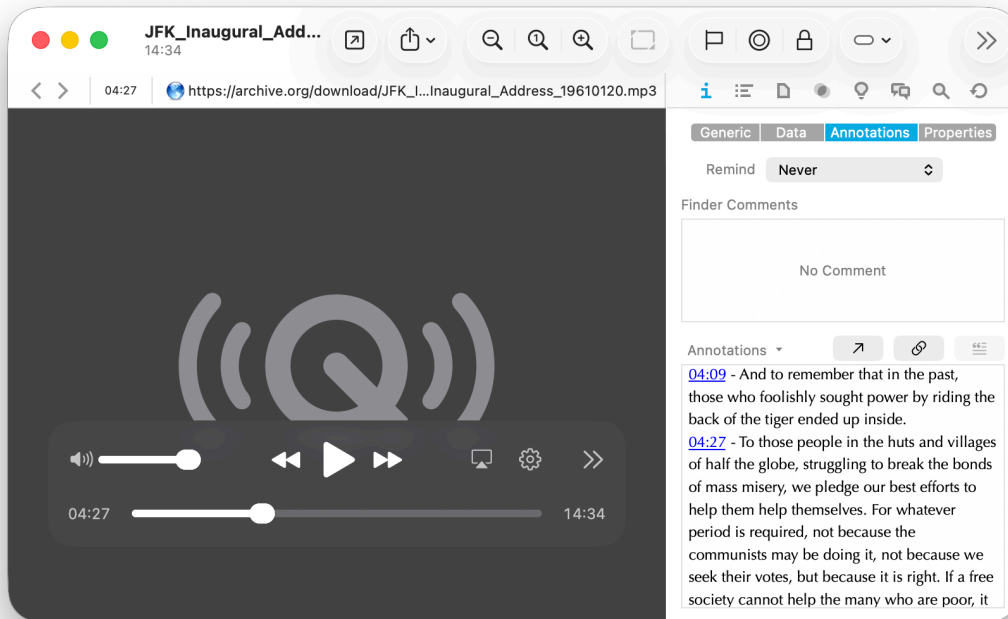 JFK_Inaugural_Add...
14:34
04:27
https://archive.org/download/JFK_I...Inaugural_Address_19610120.mp3
Generic Data Annotations Properties
Remind Never
Finder Comments
No Comment
Annotations
04:09 - And to remember that in the past,
those who foolishly sought power by riding the
back of the tiger ended up inside.
04:27 - To those people in the huts and villages
of half the globe, struggling to break the bonds
of mass misery, we pledge our best efforts to
help them help themselves. For whatever
period is required, not because the
communists may be doing it, not because we
seek their votes, but because it is right. If a free
society cannot help the many who are poor, it
04:27 14:34